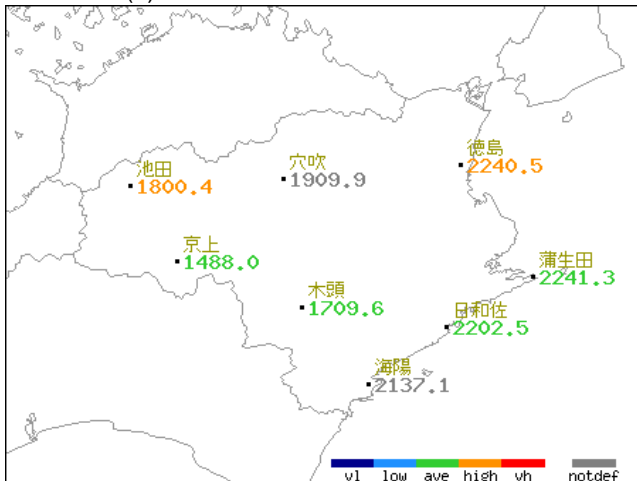 徳島
2240.5
穴吹
1909.9
池田
1800.4
京上
1488.0
蒲生田
2241.3
木頭
1709.6
日和佐
2202.5
海陽
2137.1
vl low ave high vh notdef